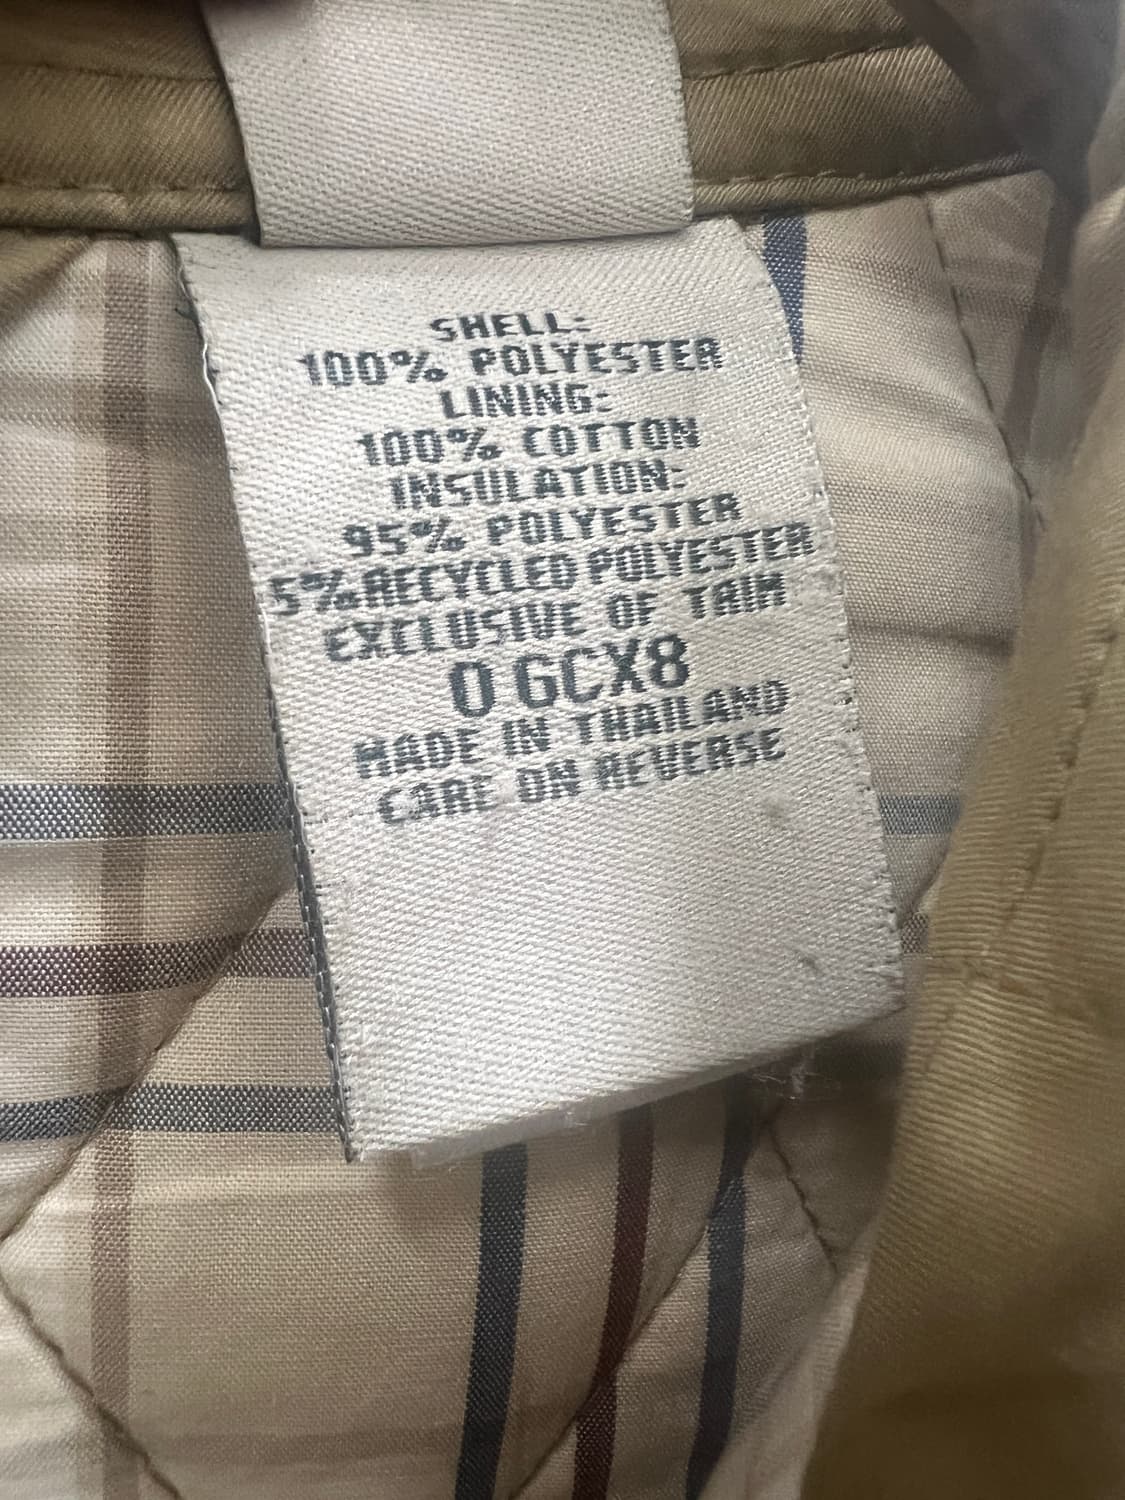 SHELL:
100% POLYESTER
LINING:
100% COTTON
INSULATION:
95% POLYESTER
5% RECYCLED POLYESTER
EXCLUSIVE OF TRIM
0 GCX8
MADE IN THAILAND
CARE ON REVERSE